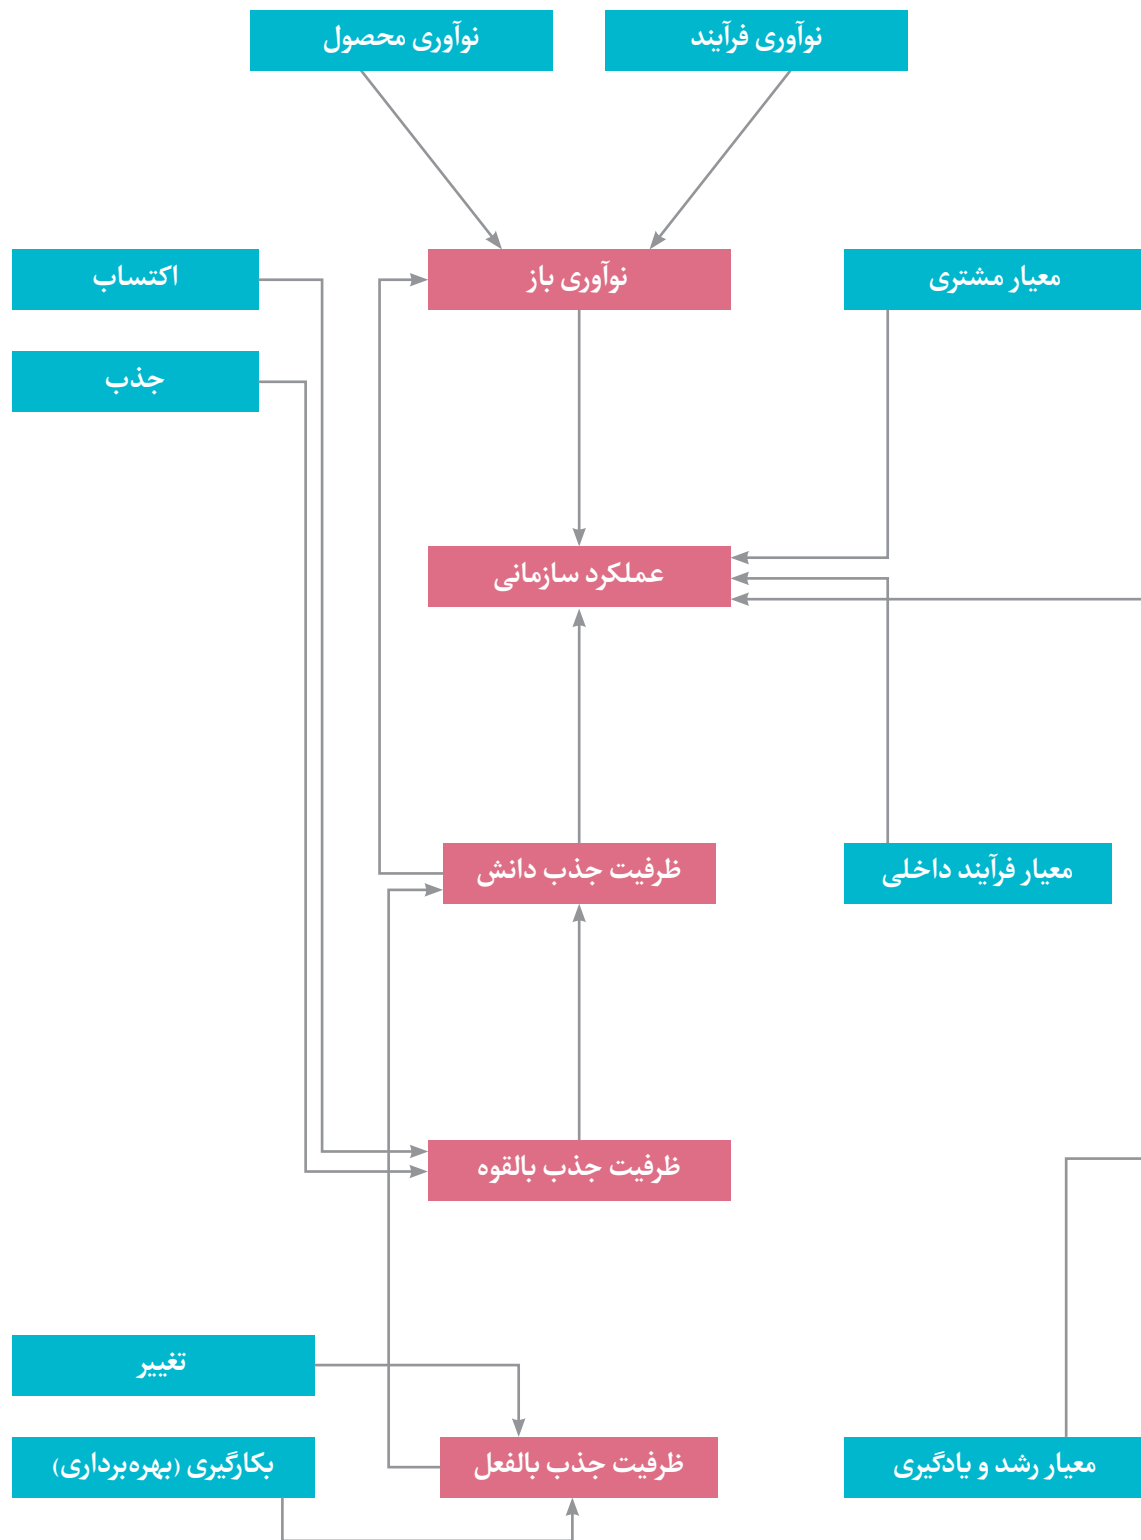 نوآوری فرآیند
نوآوری محصول
معیار مشتری
نوآوری باز
اکتساب
جذب
عملکرد سازمانی
معیار فرآیند داخلی
ظرفیت جذب دانش
ظرفیت جذب بالقوه
تغییر
معیار رشد و یادگیری
ظرفیت جذب بالفعل
بکارگیری (بهره‌برداری)